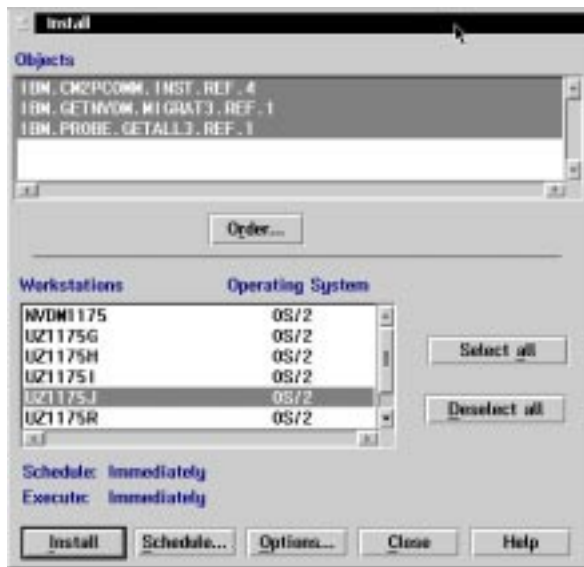 Install
Objects
IBM.CM2PCOMM.INST.REF.4
IBM.GETNVDM.MIGRAT3.REF.1
IBM.PROBE.GETALL3.REF.1
Order...
Workstations Operating System
NVDM1175 OS/2
UZ1175G OS/2
UZ1175H OS/2
UZ1175I OS/2
UZ1175J OS/2
UZ1175R OS/2
Select all
Deselect all
Schedule: Immediately
Execute: Immediately
Install Schedule... Options... Close Help